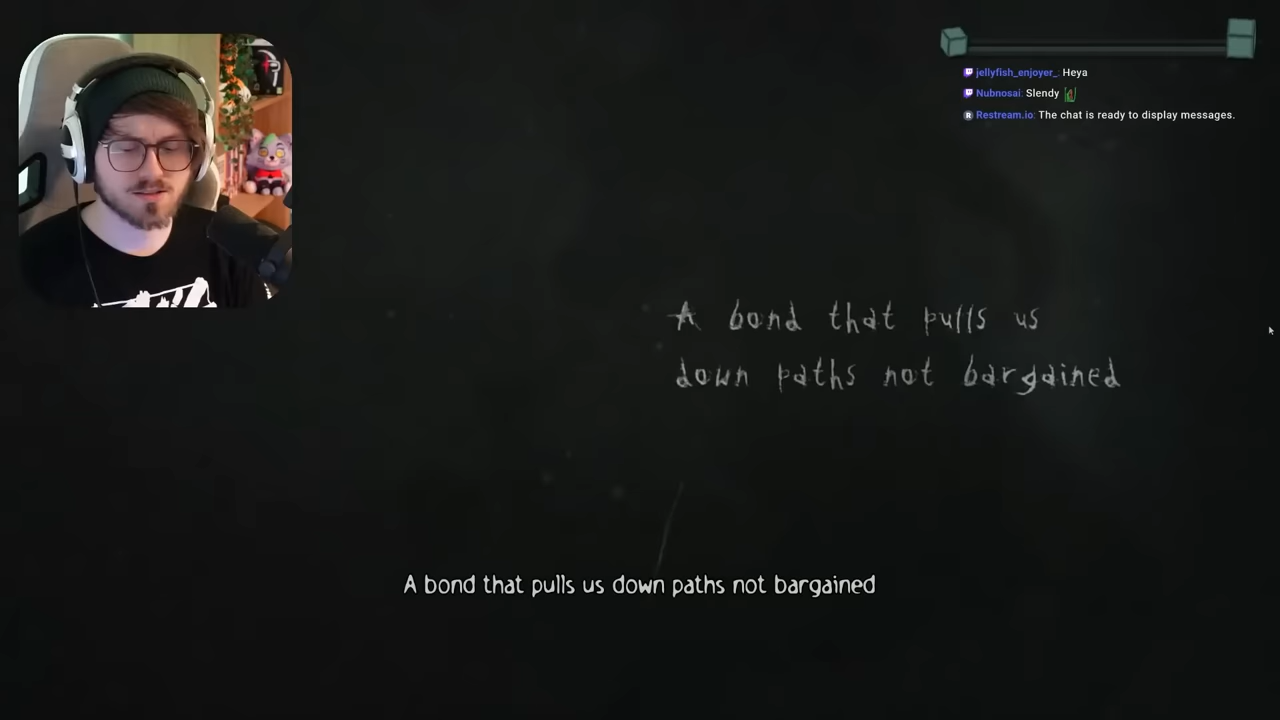 jellyfish_enjoyer_: Heya
Nubnosai: Slendy
Restream.io: The chat is ready to display messages.
A bond that pulls us
down paths not bargained
A bond that pulls us down paths not bargained